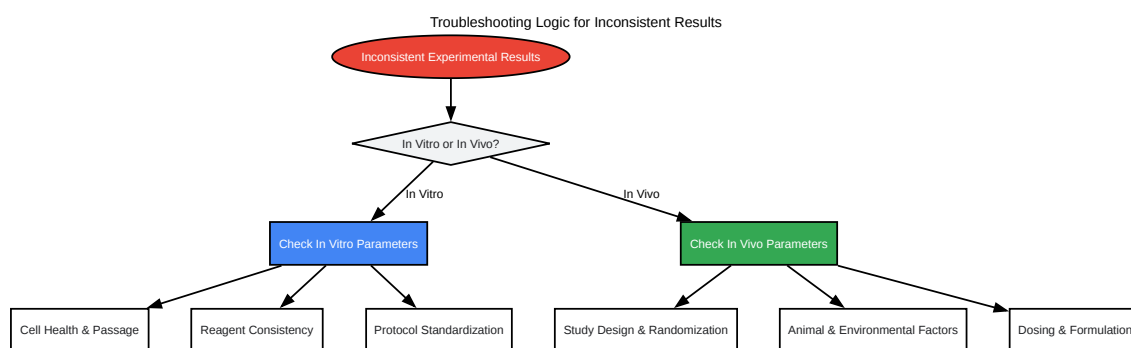 Troubleshooting Logic for Inconsistent Results
Inconsistent Experimental Results
In Vitro or In Vivo?
In Vitro
In Vivo
Check In Vitro Parameters
Check In Vivo Parameters
Cell Health & Passage
Reagent Consistency
Protocol Standardization
Study Design & Randomization
Animal & Environmental Factors
Dosing & Formulation